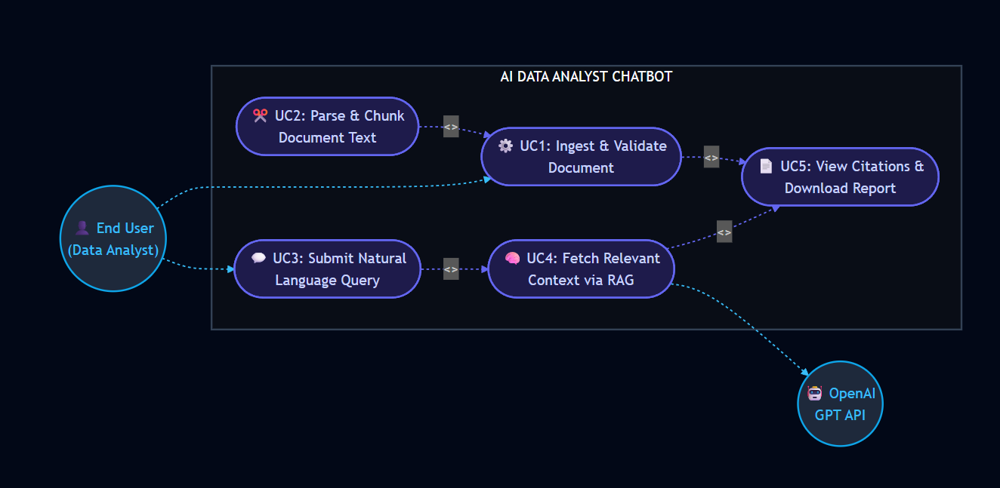 AI DATA ANALYST CHATBOT
UC2: Parse & Chunk
Document Text
<>
UC1: Ingest & Validate
Document
<>
UC5: View Citations &
Download Report
End User
(Data Analyst)
<>
UC3: Submit Natural
Language Query
<>
UC4: Fetch Relevant
Context via RAG
OpenAI
GPT API